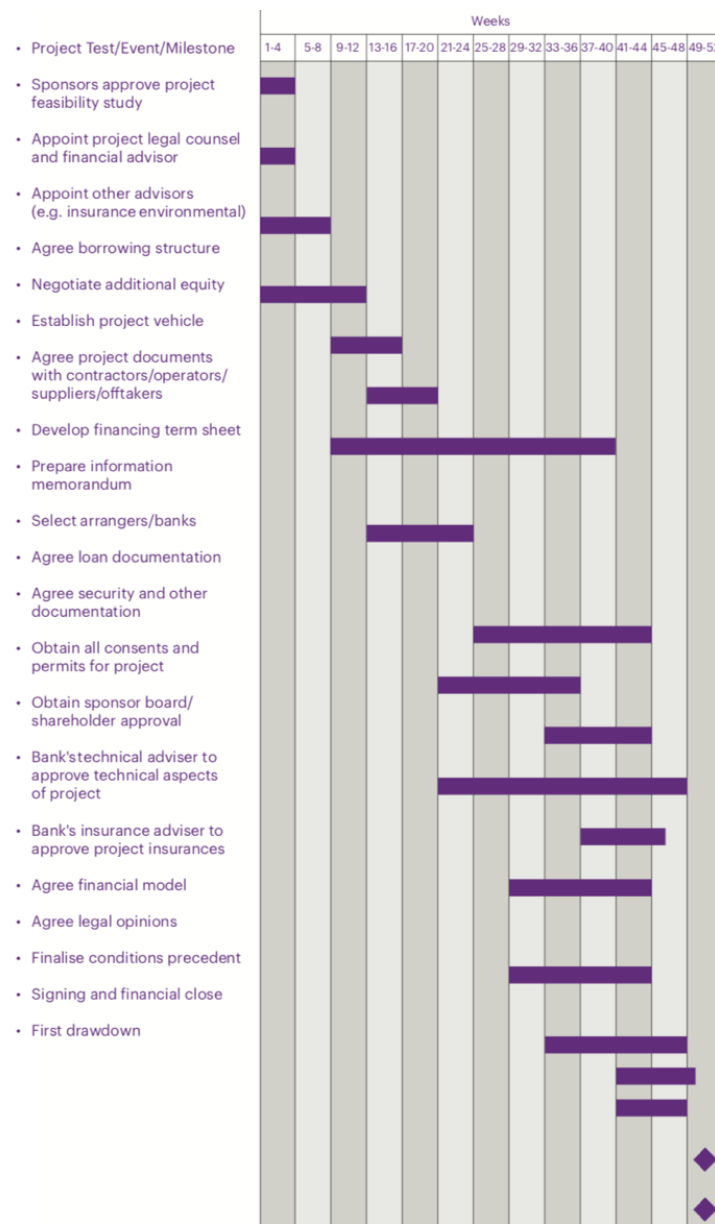 Weeks
• Project Test/Event/Milestone
1-4 5-8 9-12 13-16 17-20 21-24 25-28 29-32 33-36 37-40 41-44 45-48 49-52
• Sponsors approve project
feasibility study
• Appoint project legal counsel
and financial advisor
• Appoint other advisors
(e.g. insurance environmental)
• Agree borrowing structure
• Negotiate additional equity
• Establish project vehicle
• Agree project documents
with contractors/operators/
suppliers/offtakers
• Develop financing term sheet
• Prepare information
memorandum
• Select arrangers/banks
• Agree loan documentation
• Agree security and other
documentation
• Obtain all consents and
permits for project
• Obtain sponsor board/
shareholder approval
• Bank's technical adviser to
approve technical aspects
of project
• Bank's insurance adviser to
approve project insurances
• Agree financial model
• Agree legal opinions
• Finalise conditions precedent
• Signing and financial close
• First drawdown